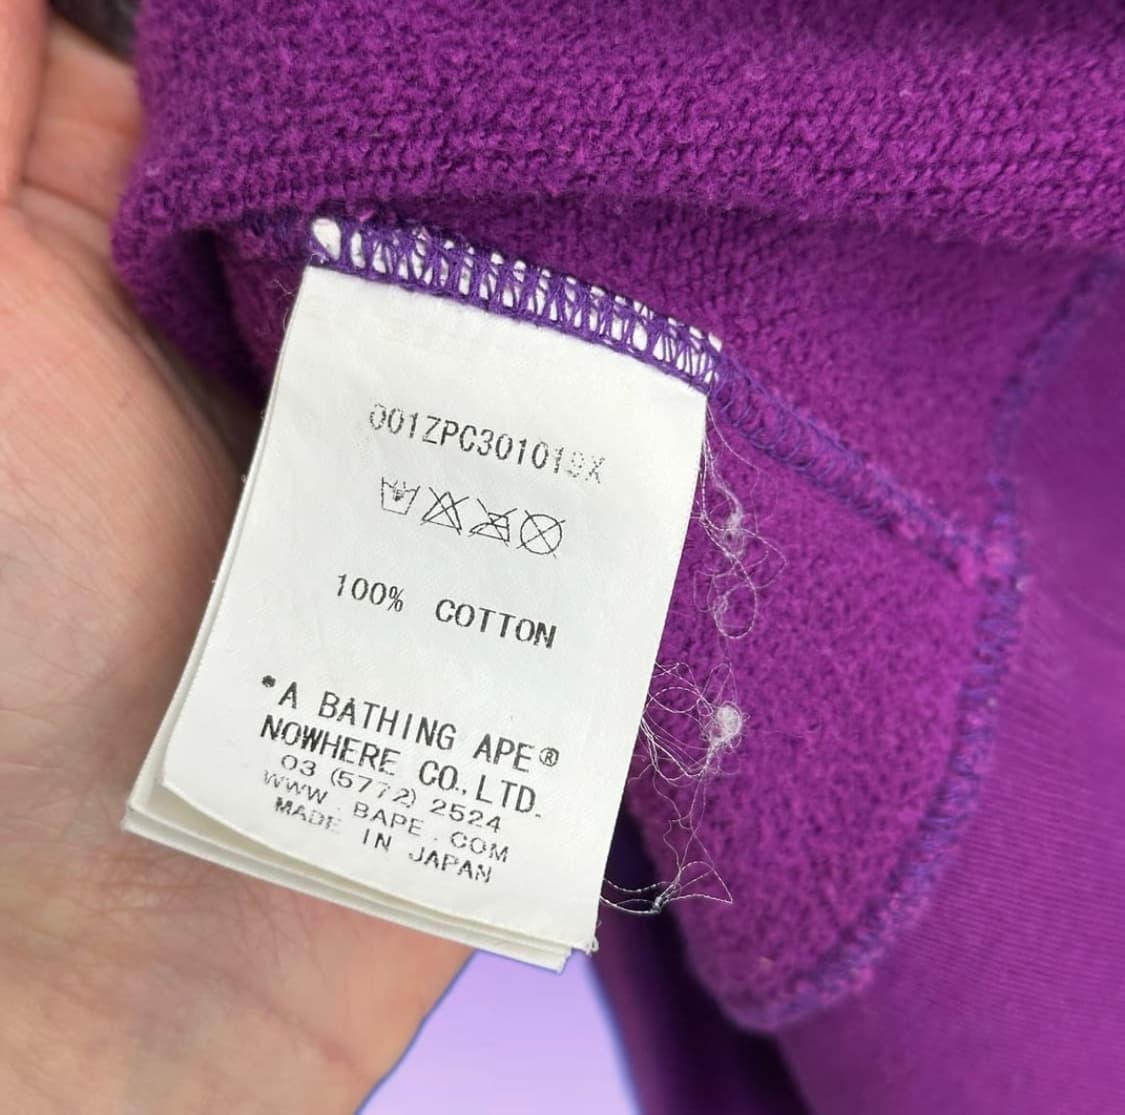 001ZPC301019X
100% COTTON
*A BATHING APE®
NOWHERE CO.,LTD.
03 (5772) 2524
WWW.BAPE.COM
MADE IN JAPAN